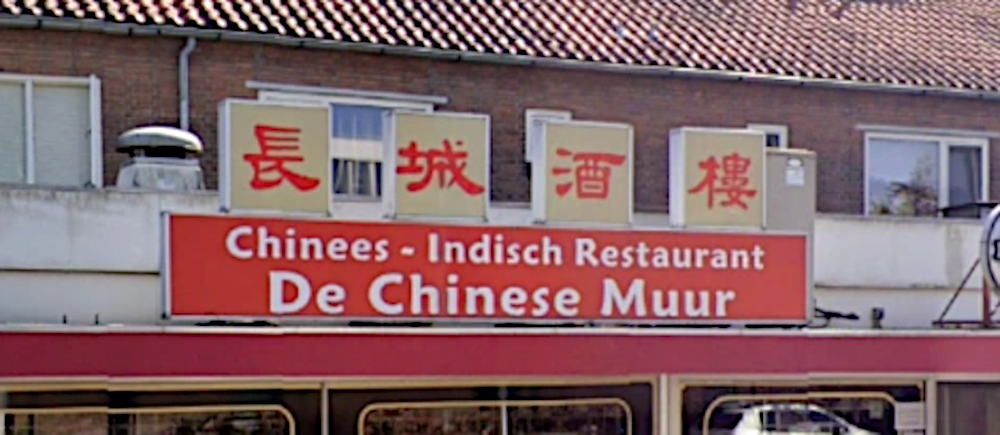 長城酒樓
Chinees - Indisch Restaurant
De Chinese Muur